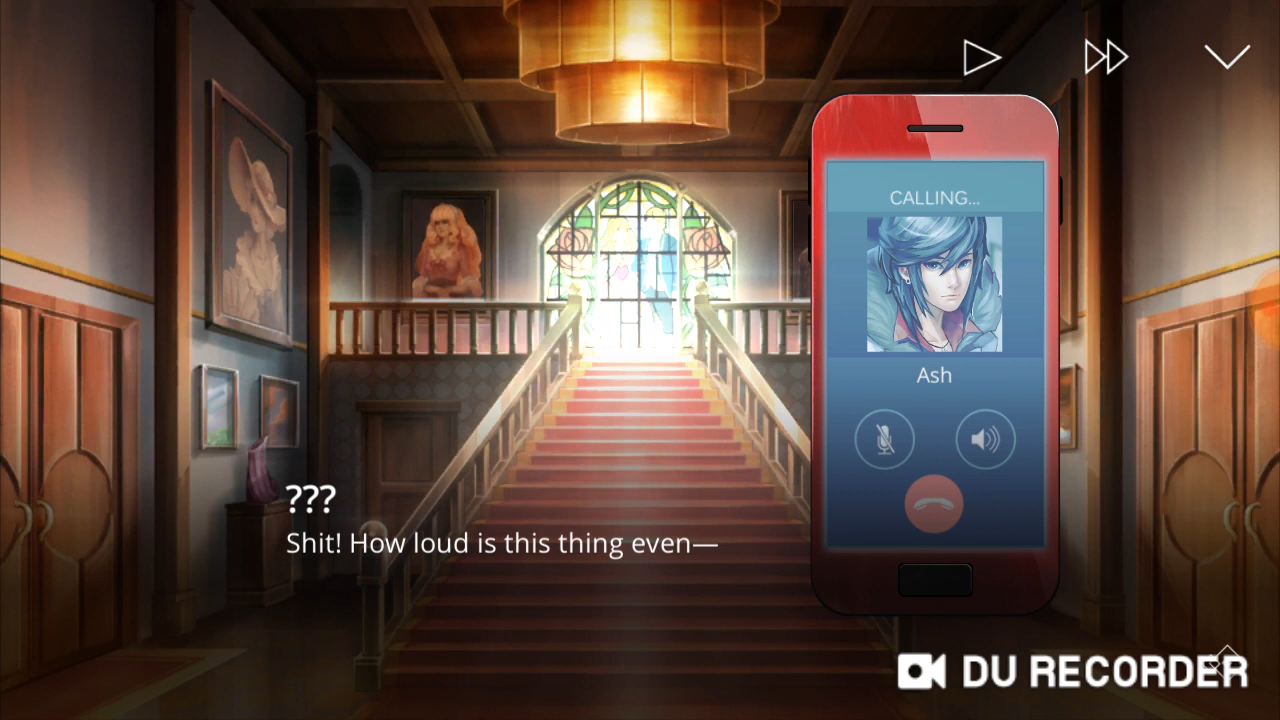 CALLING...
Ash
???
Shit! How loud is this thing even—
DU RECORDER